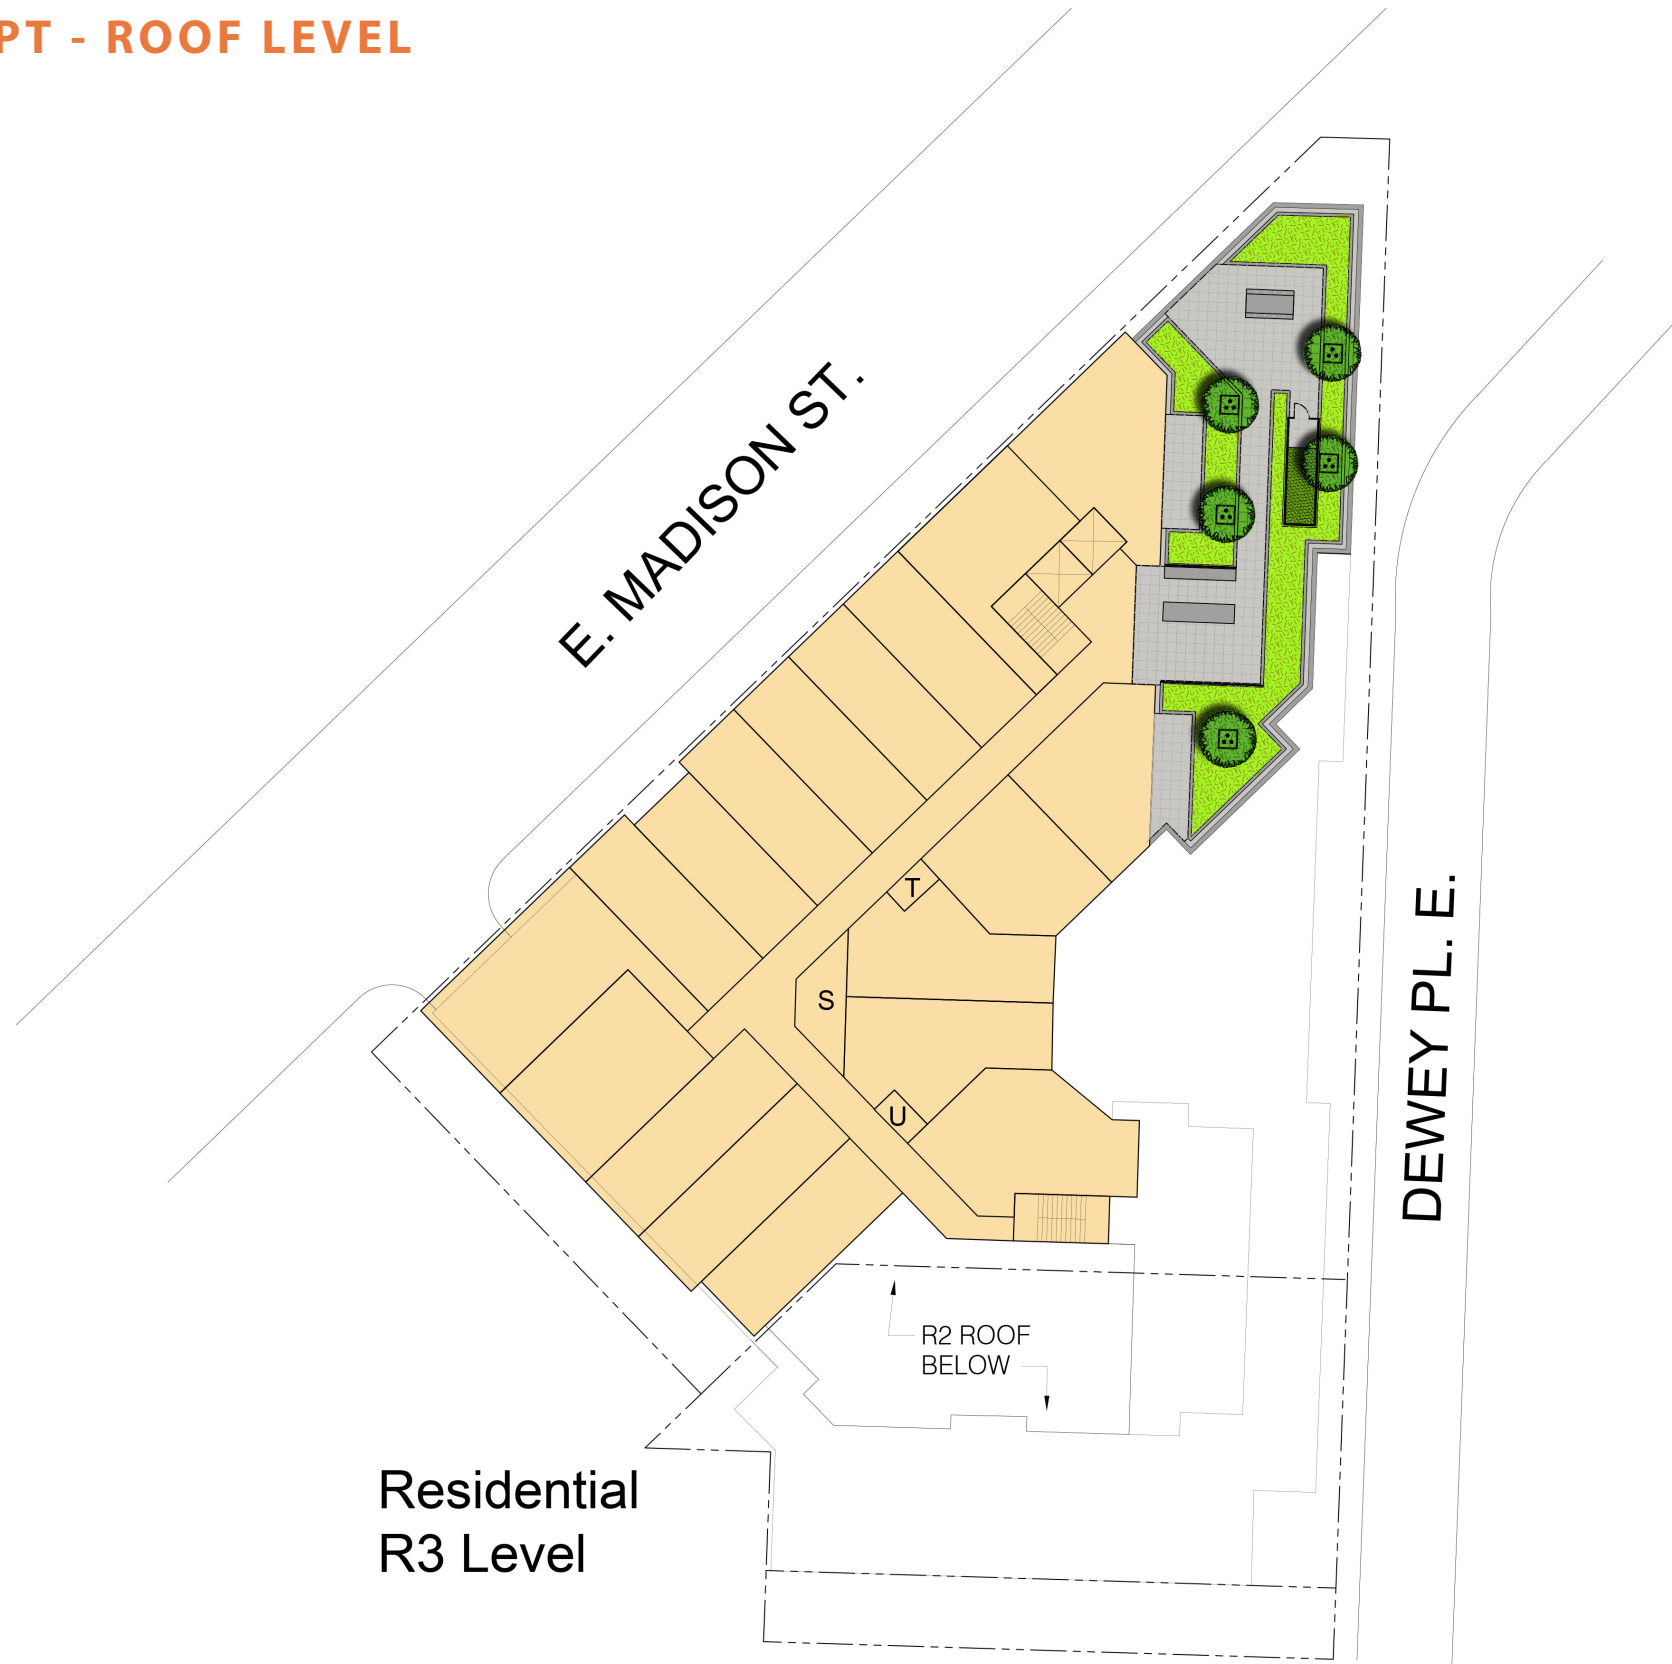 PT - ROOF LEVEL
E. MADISON ST.
T
S
U
DEWEY PL. E.
R2 ROOF
BELOW
Residential
R3 Level